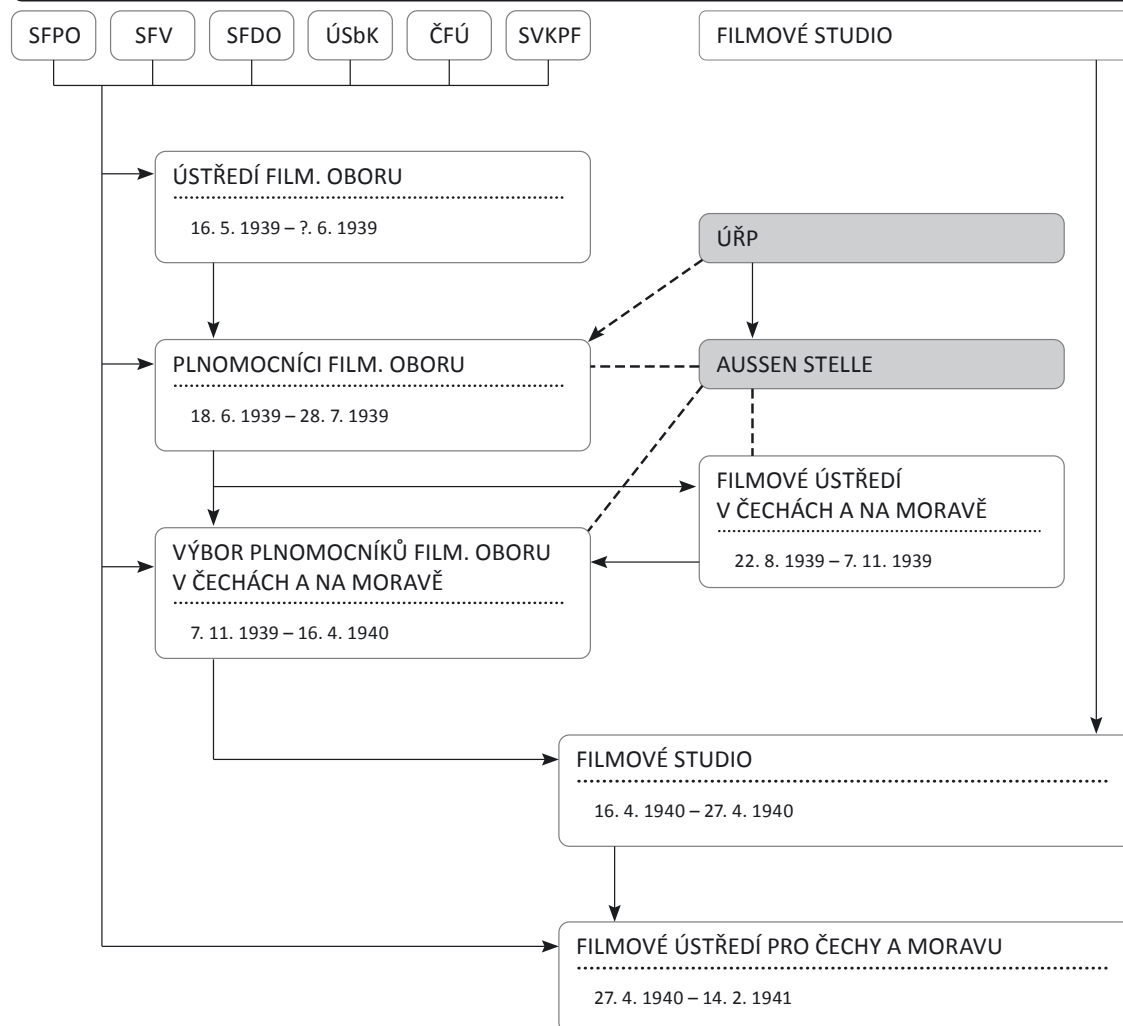 SFPO
SFV
SFDO
ÚSbK
ČFÚ
SVKPF
FILMOVÉ STUDIO
ÚSTŘEDÍ FILM. OBORU
16. 5. 1939 – ?. 6. 1939
ÚŘP
PLNOMOCNÍCI FILM. OBORU
18. 6. 1939 – 28. 7. 1939
AUSSEN STELLE
FILMOVÉ ÚSTŘEDÍ
V ČECHÁCH A NA MORAVĚ
22. 8. 1939 – 7. 11. 1939
VÝBOR PLNOMOCNÍKŮ FILM. OBORU
V ČECHÁCH A NA MORAVĚ
7. 11. 1939 – 16. 4. 1940
FILMOVÉ STUDIO
16. 4. 1940 – 27. 4. 1940
FILMOVÉ ÚSTŘEDÍ PRO ČECHY A MORAVU
27. 4. 1940 – 14. 2. 1941